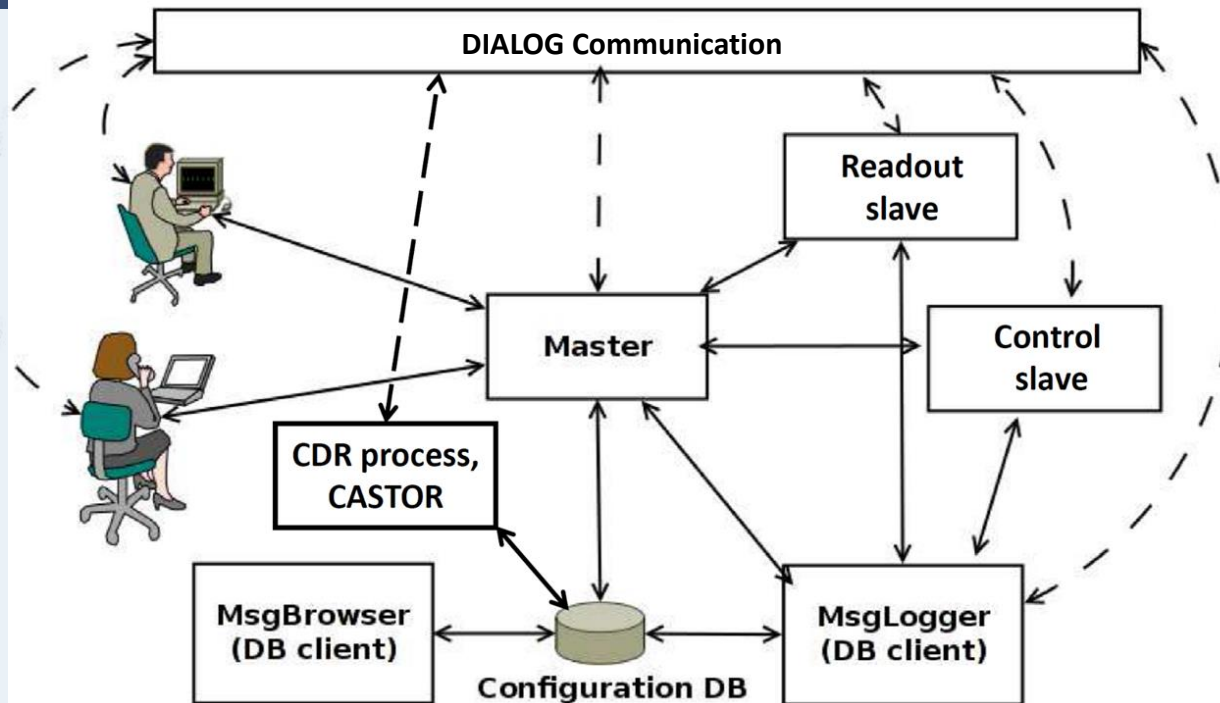 DIALOG Communication
Readout
slave
Master
Control
slave
CDR process,
CASTOR
MsgBrowser
(DB client)
MsgLogger
(DB client)
Configuration DB